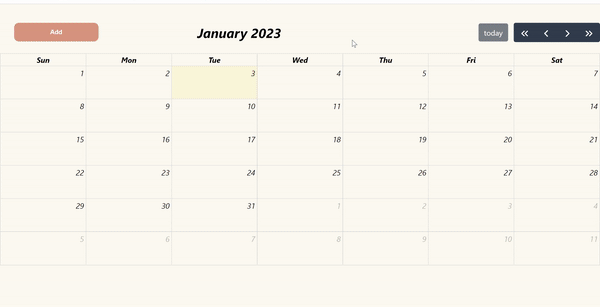 Add January 2023 today
Sun Mon Tue Wed Thu Fri Sat
1 2 3 4 5 6 7
8 9 10 11 12 13 14
15 16 17 18 19 20 21
22 23 24 25 26 27 28
29 30 31 1 2 3 4
5 6 7 8 9 10 11